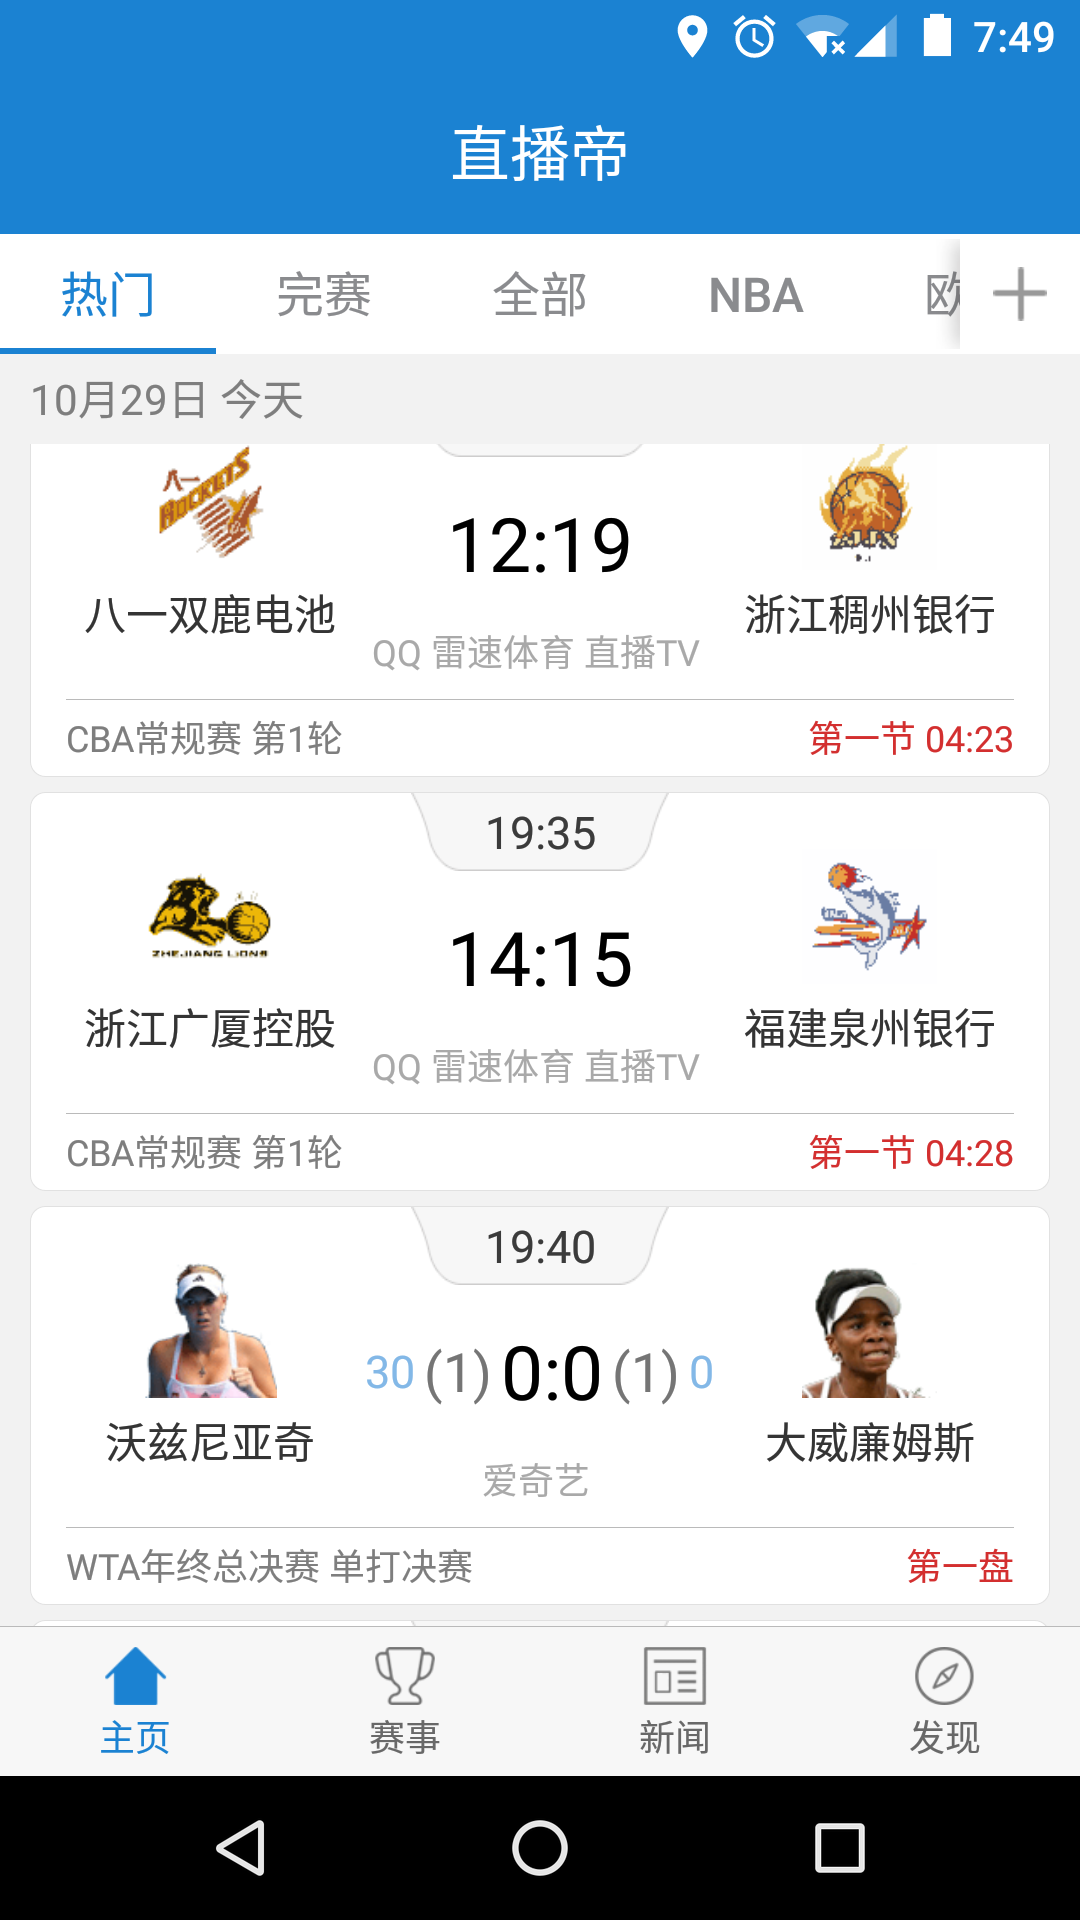 7:49
直播帝
热门 完赛 全部 NBA 欧
10月29日 今天
八一
ROCKETS
12:19
八一双鹿电池 浙江稠州银行
QQ 雷速体育 直播TV
CBA常规赛 第1轮 第一节 04:23
19:35
ZHEJIANG LIONS
14:15
浙江广厦控股 福建泉州银行
QQ 雷速体育 直播TV
CBA常规赛 第1轮 第一节 04:28
19:40
30 (1) 0:0 (1) 0
沃兹尼亚奇 大威廉姆斯
爱奇艺
WTA年终总决赛 单打决赛 第一盘
主页 赛事 新闻 发现